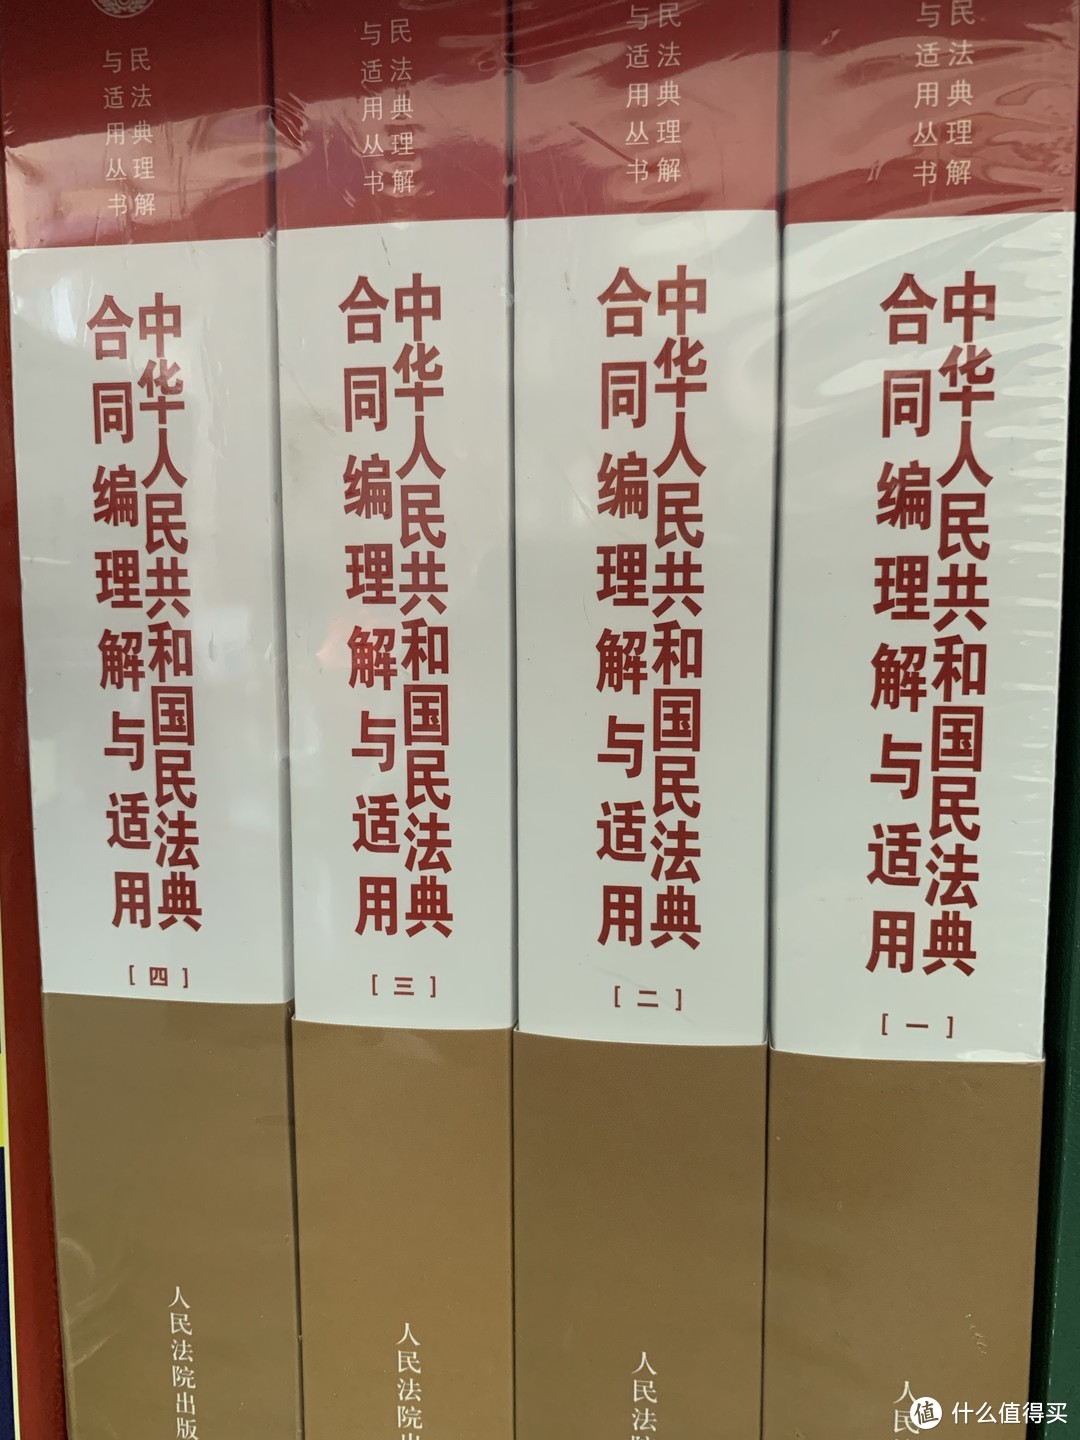 民法典理解
与适用丛书
中华人民共和国民法典
合同编理解与适用
[四]
人民法院出版
民法典理解
与适用丛书
中华人民共和国民法典
合同编理解与适用
[三]
人民法院出
民法典理解
与适用丛书
中华人民共和国民法典
合同编理解与适用
[二]
人民法院
民法典理解
与适用丛书
中华人民共和国民法典
合同编理解与适用
[一]
人民
值 什么值得买